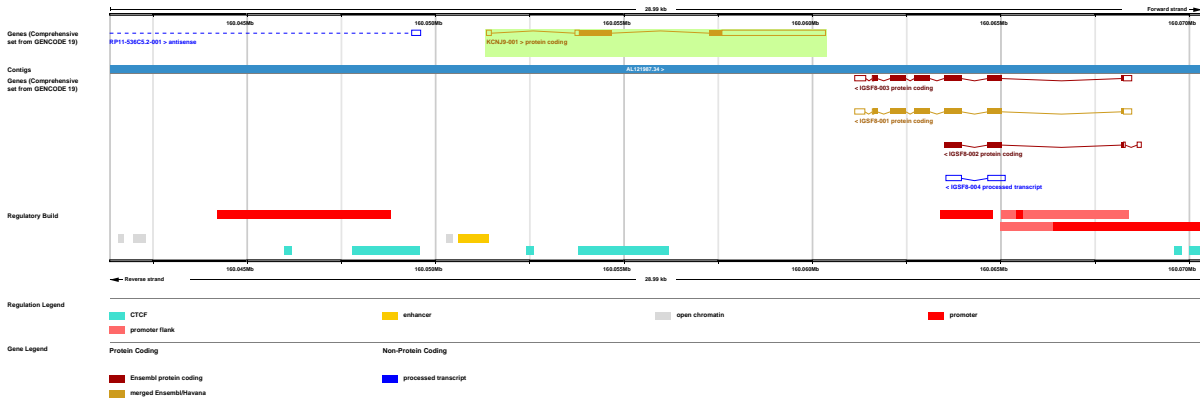 28.99 kb Forward strand
160.045Mb 160.050Mb 160.055Mb 160.060Mb 160.065Mb 160.070Mb
Genes (Comprehensive
set from GENCODE 19)
RP11-536C5.2-001 > antisense KCNJ9-001 > protein coding
Contigs AL121987.34 >
Genes (Comprehensive
set from GENCODE 19)
< IGSF8-003 protein coding
< IGSF8-001 protein coding
< IGSF8-002 protein coding
< IGSF8-004 processed transcript
Regulatory Build
160.045Mb 160.050Mb 160.055Mb 160.060Mb 160.065Mb 160.070Mb
Reverse strand 28.99 kb
Regulation Legend
CTCF enhancer open chromatin promoter
promoter flank
Gene Legend Protein Coding Non-Protein Coding
Ensembl protein coding processed transcript
merged Ensembl/Havana